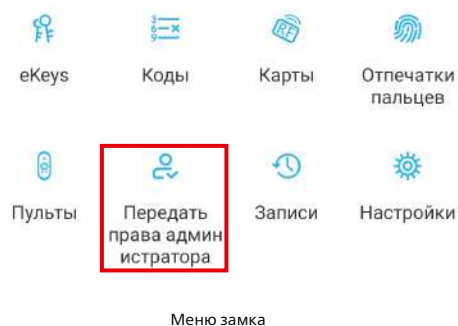 eKeys
Коды
Карты
Отпечатки
пальцев
Пульты
Передать
права админ
истратора
Записи
Настройки
Меню замка